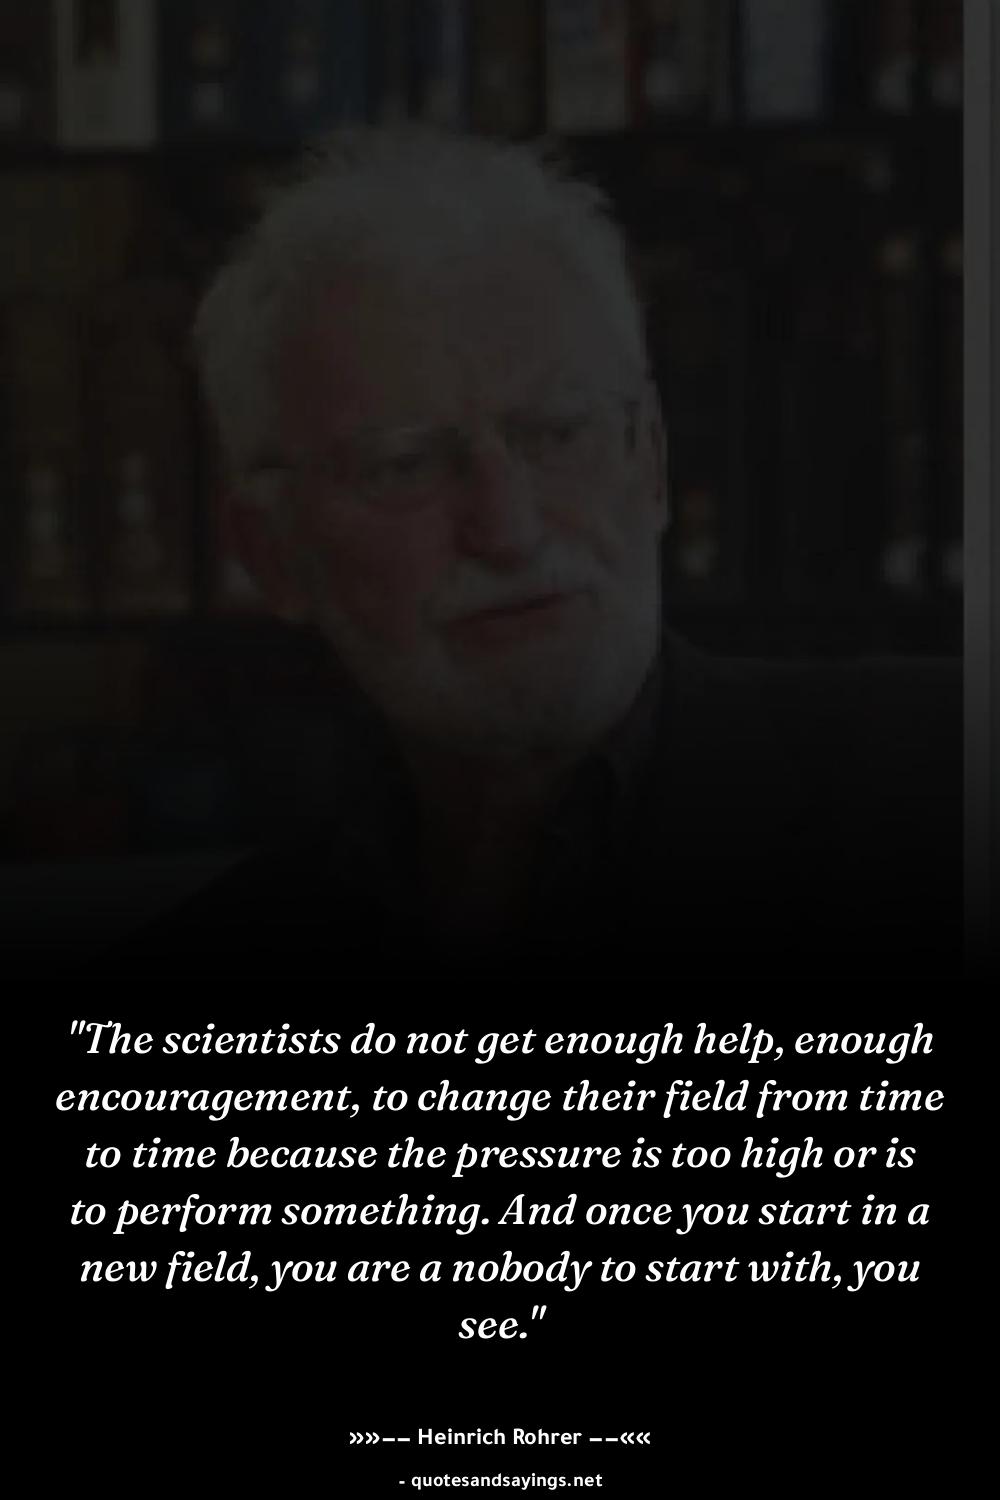 "The scientists do not get enough help, enough
encouragement, to change their field from time
to time because the pressure is too high or is
to perform something. And once you start in a
new field, you are a nobody to start with, you
see."
»»–– Heinrich Rohrer ––««
- quotesandsayings.net